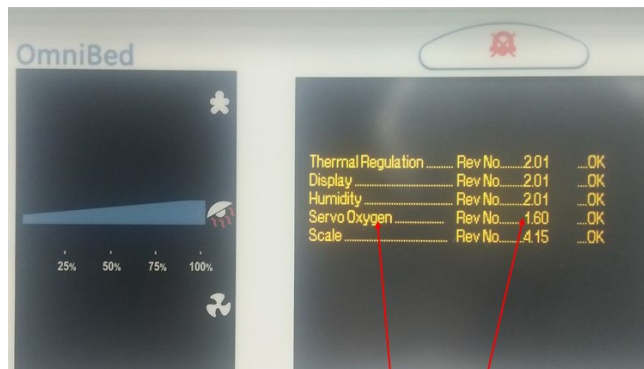 OmniBed
Thermal Regulation ........ Rev No.......2.01 ....OK
Display ............................ Rev No.......2.01 ....OK
Humidity .......................... Rev No.......2.01 ....OK
Servo Oxygen ................ Rev No.......1.60 ....OK
Scale ............................... Rev No.......4.15 ....OK
25% 50% 75% 100%